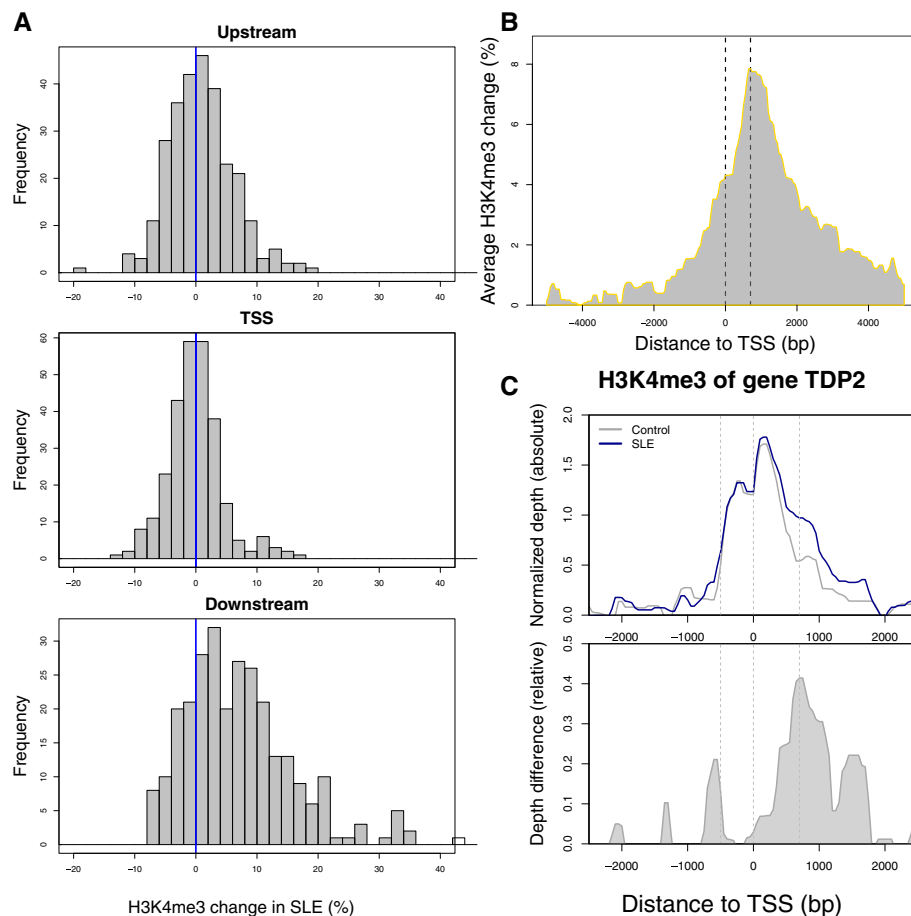 A
Upstream
Frequency
0 10 20 30 40
−20 −10 0 10 20 30 40
TSS
Frequency
0 10 20 30 40 50 60
−20 −10 0 10 20 30 40
Downstream
Frequency
0 5 10 15 20 25 30
−20 −10 0 10 20 30 40
H3K4me3 change in SLE (%)
B
Average H3K4me3 change (%)
0 2 4 6 8
−4000 −2000 0 2000 4000
Distance to TSS (bp)
C
H3K4me3 of gene TDP2
Normalized depth (absolute)
0.0 0.5 1.0 1.5 2.0
Control
SLE
−2000 −1000 0 1000 2000
Depth difference (relative)
0.0 0.1 0.2 0.3 0.4 0.5
−2000 −1000 0 1000 2000
Distance to TSS (bp)